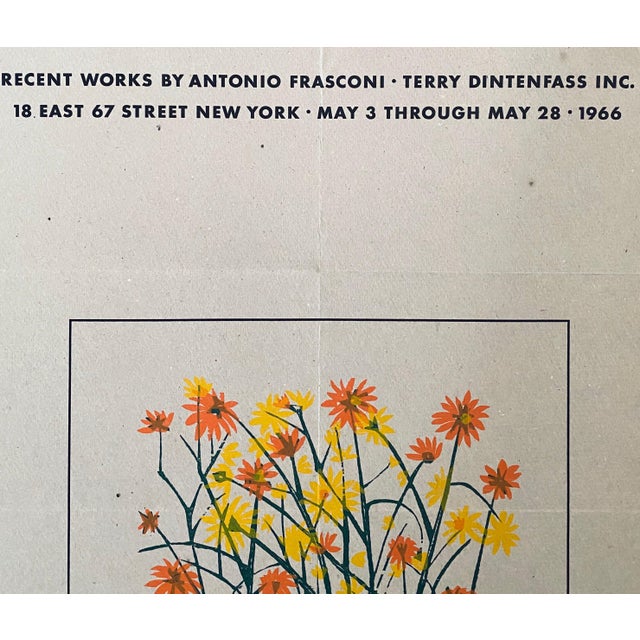 RECENT WORKS BY ANTONIO FRASCONI · TERRY DINTENFASS INC.
18 EAST 67 STREET NEW YORK · MAY 3 THROUGH MAY 28 · 1966